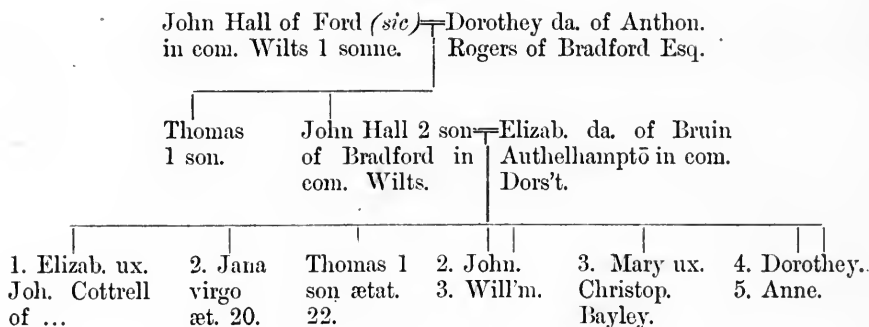 John Hall of Ford (sic)
in com. Wilts 1 sonne.
Dorothey da. of Anthon.
Rogers of Bradford Esq.
Thomas
1 son.
John Hall 2 son
of Bradford in
com. Wilts.
Elizab. da. of Bruin
Authelhamptō in com.
Dors't.
1. Elizab. ux.
Joh. Cottrell
of ...
2. Jana
virgo
æt. 20.
Thomas 1
son ætat.
22.
2. John.
3. Will'm.
3. Mary ux.
Christop.
Bayley.
4. Dorothey.
5. Anne.